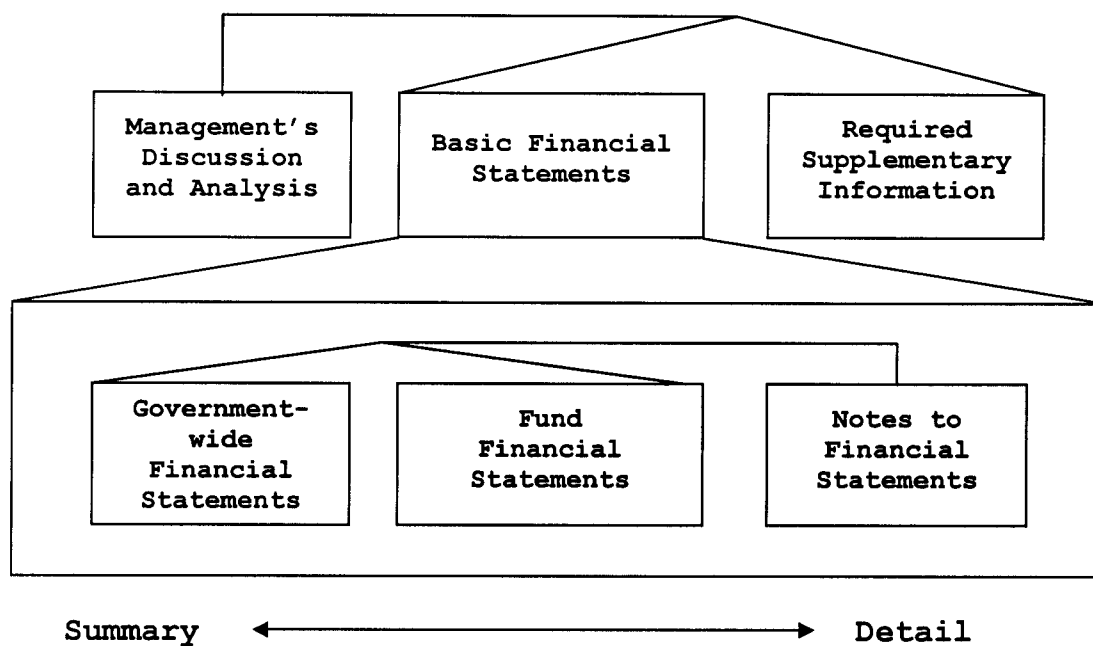 Management's
Discussion
and Analysis
Basic Financial
Statements
Required
Supplementary
Information
Government-
wide
Financial
Statements
Fund
Financial
Statements
Notes to
Financial
Statements
Summary
Detail